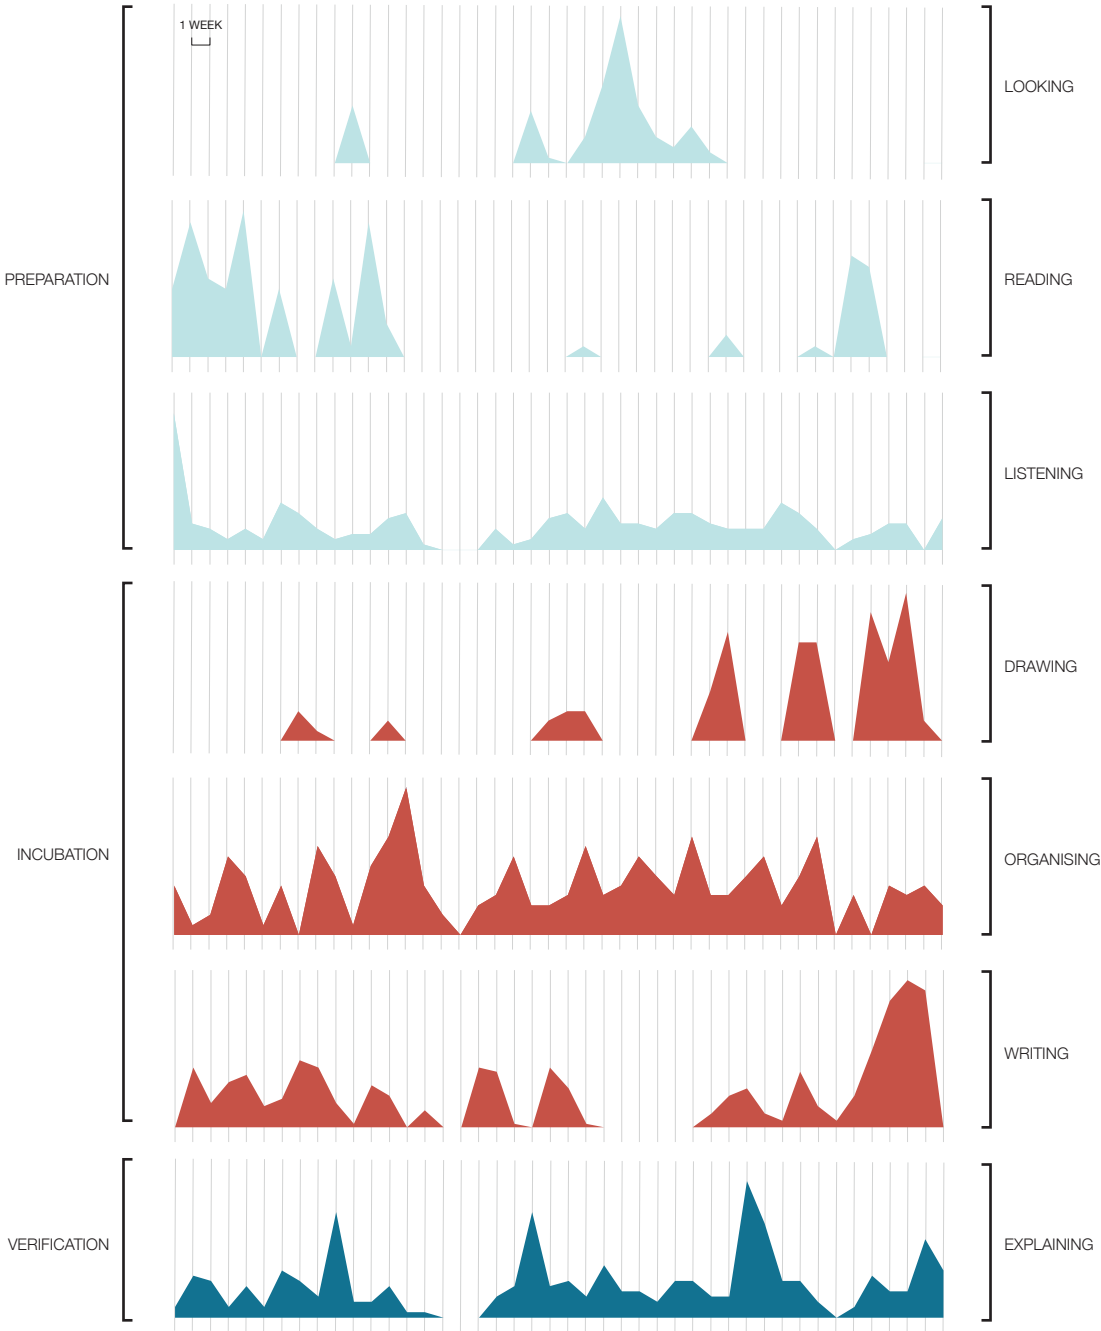 1 WEEK
LOOKING
PREPARATION
READING
LISTENING
DRAWING
INCUBATION
ORGANISING
WRITING
VERIFICATION
EXPLAINING